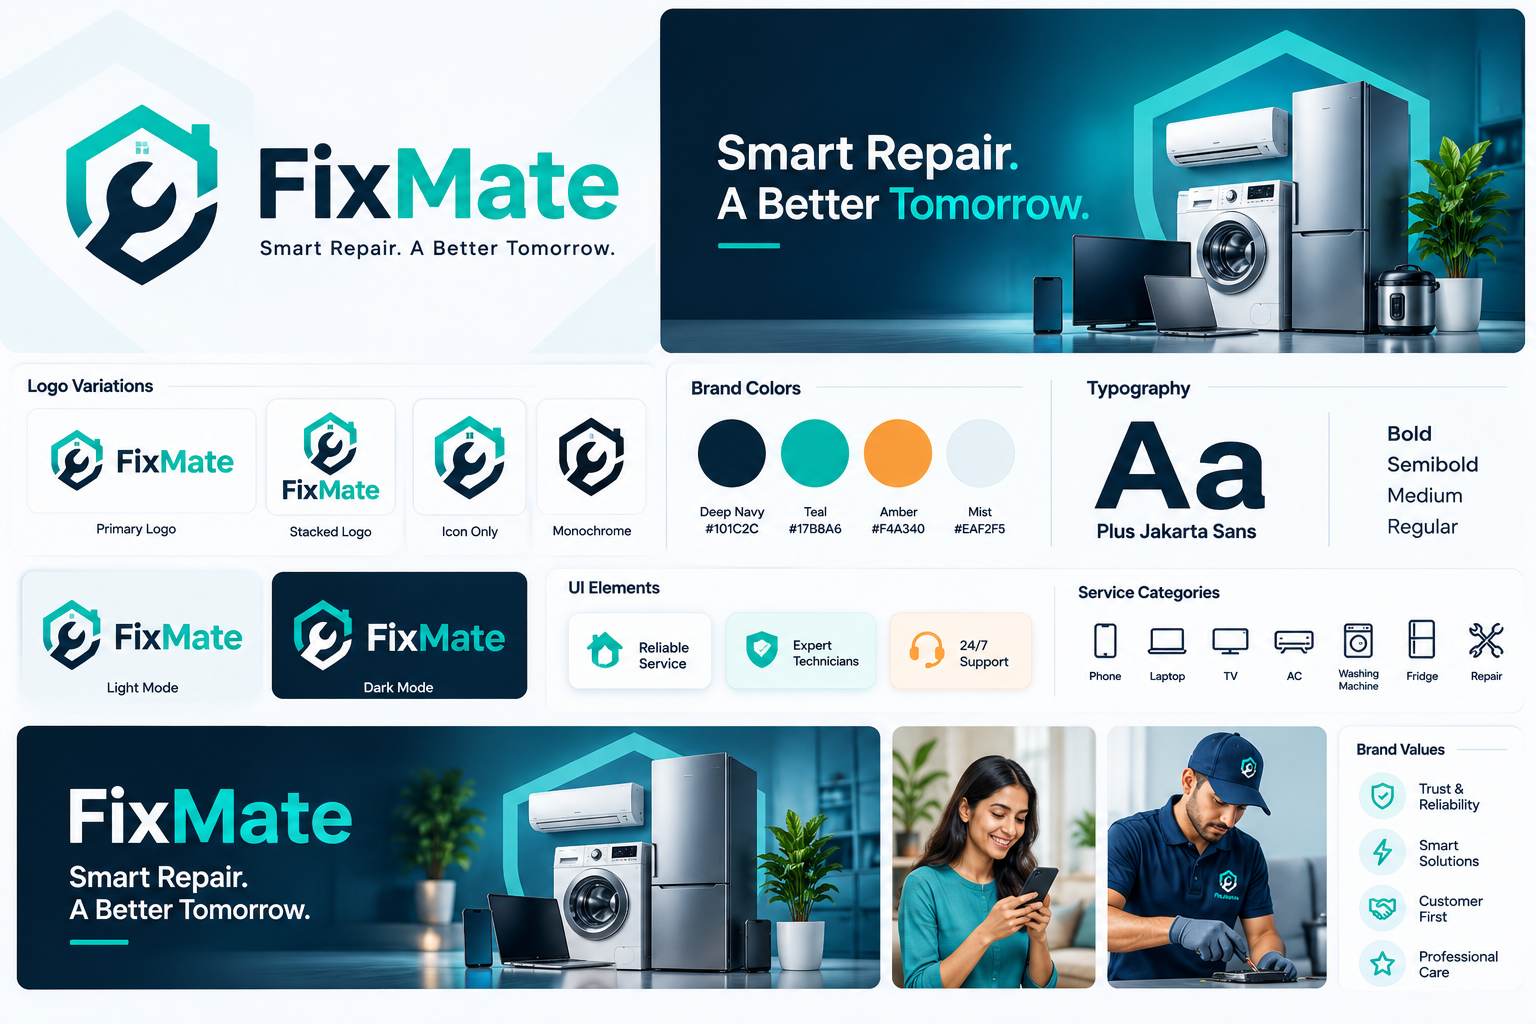 FixMate
Smart Repair. A Better Tomorrow.
Smart Repair.
A Better Tomorrow.
Logo Variations
FixMate
Primary Logo
FixMate
Stacked Logo
Icon Only
Monochrome
Brand Colors
Deep Navy
#101C2C
Teal
#17B8A6
Amber
#F4A340
Mist
#EAF2F5
Typography
Aa
Plus Jakarta Sans
Bold
Semibold
Medium
Regular
FixMate
Light Mode
FixMate
Dark Mode
UI Elements
Reliable
Service
Expert
Technicians
24/7
Support
Service Categories
Phone
Laptop
TV
AC
Washing
Machine
Fridge
Repair
FixMate
Smart Repair.
A Better Tomorrow.
Brand Values
Trust &
Reliability
Smart
Solutions
Customer
First
Professional
Care